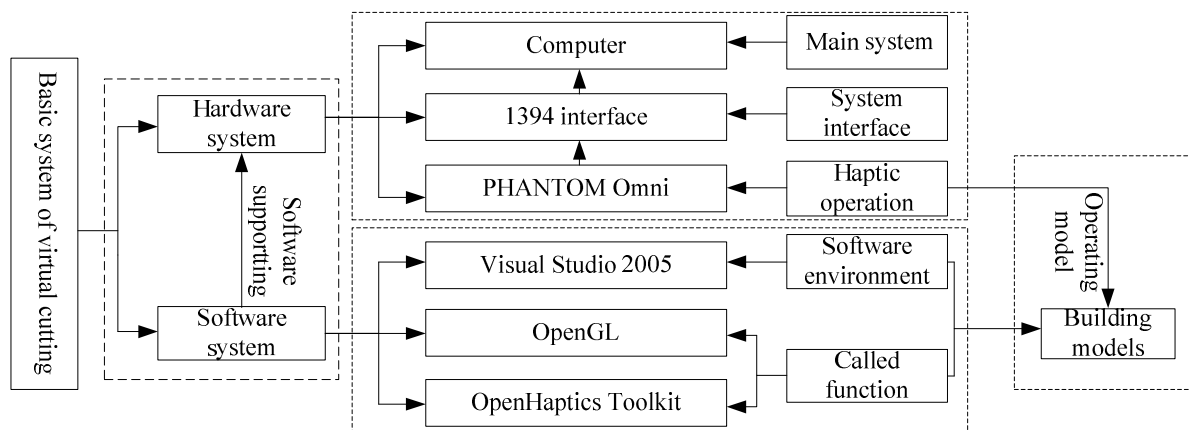 Basic system of virtual cutting
Hardware
system
Software
supportting
Software
system
Computer
1394 interface
PHANTOM Omni
Main system
System
interface
Haptic
operation
Visual Studio 2005
OpenGL
OpenHaptics Toolkit
Software
environment
Called
function
Operating
model
Building
models